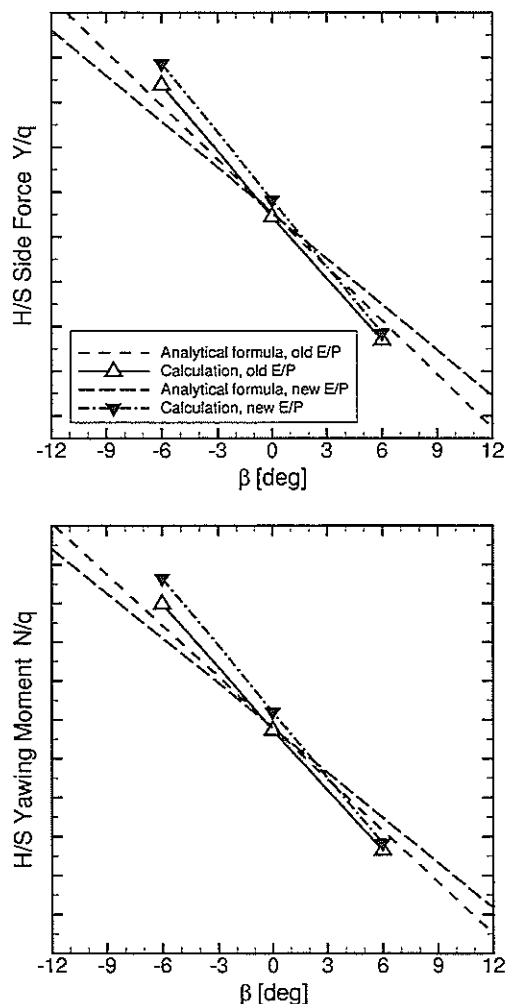 H/S Side Force Y/q
Analytical formula, old E/P
Calculation, old E/P
Analytical formula, new E/P
Calculation, new E/P
-12 -9 -6 -3 0 3 6 9 12
β [deg]
H/S Yawing Moment N/q
-12 -9 -6 -3 0 3 6 9 12
β [deg]